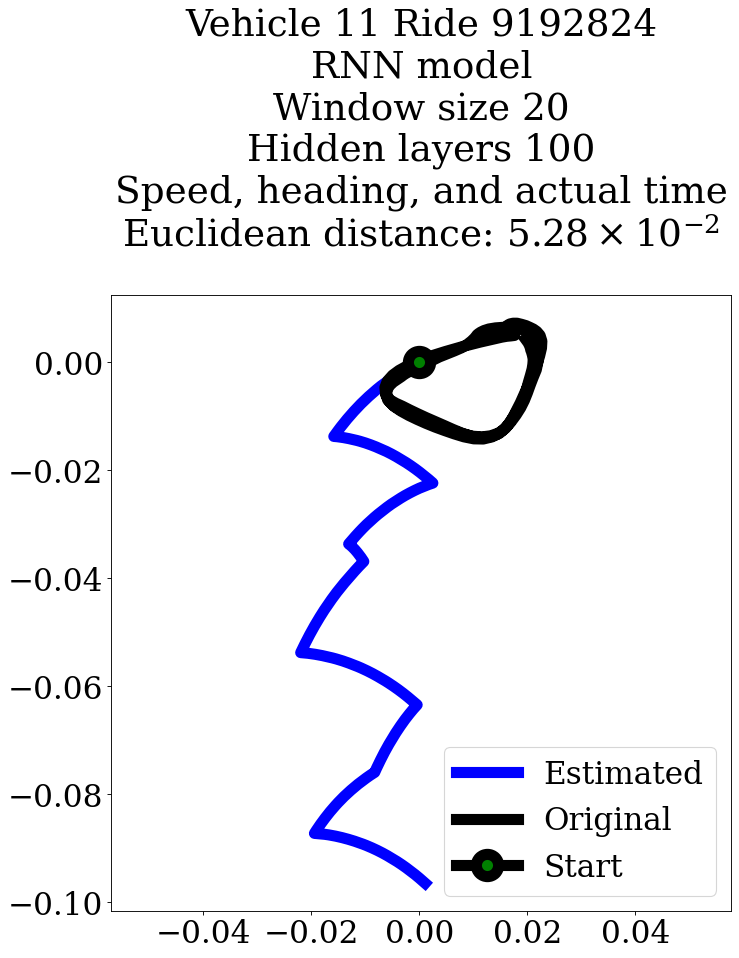 Vehicle 11 Ride 9192824
RNN model
Window size 20
Hidden layers 100
Speed, heading, and actual time
Euclidean distance: 5.28 × 10⁻²
0.00
−0.02
−0.04
−0.06
−0.08
−0.10
Estimated
Original
Start
−0.04 −0.02 0.00 0.02 0.04